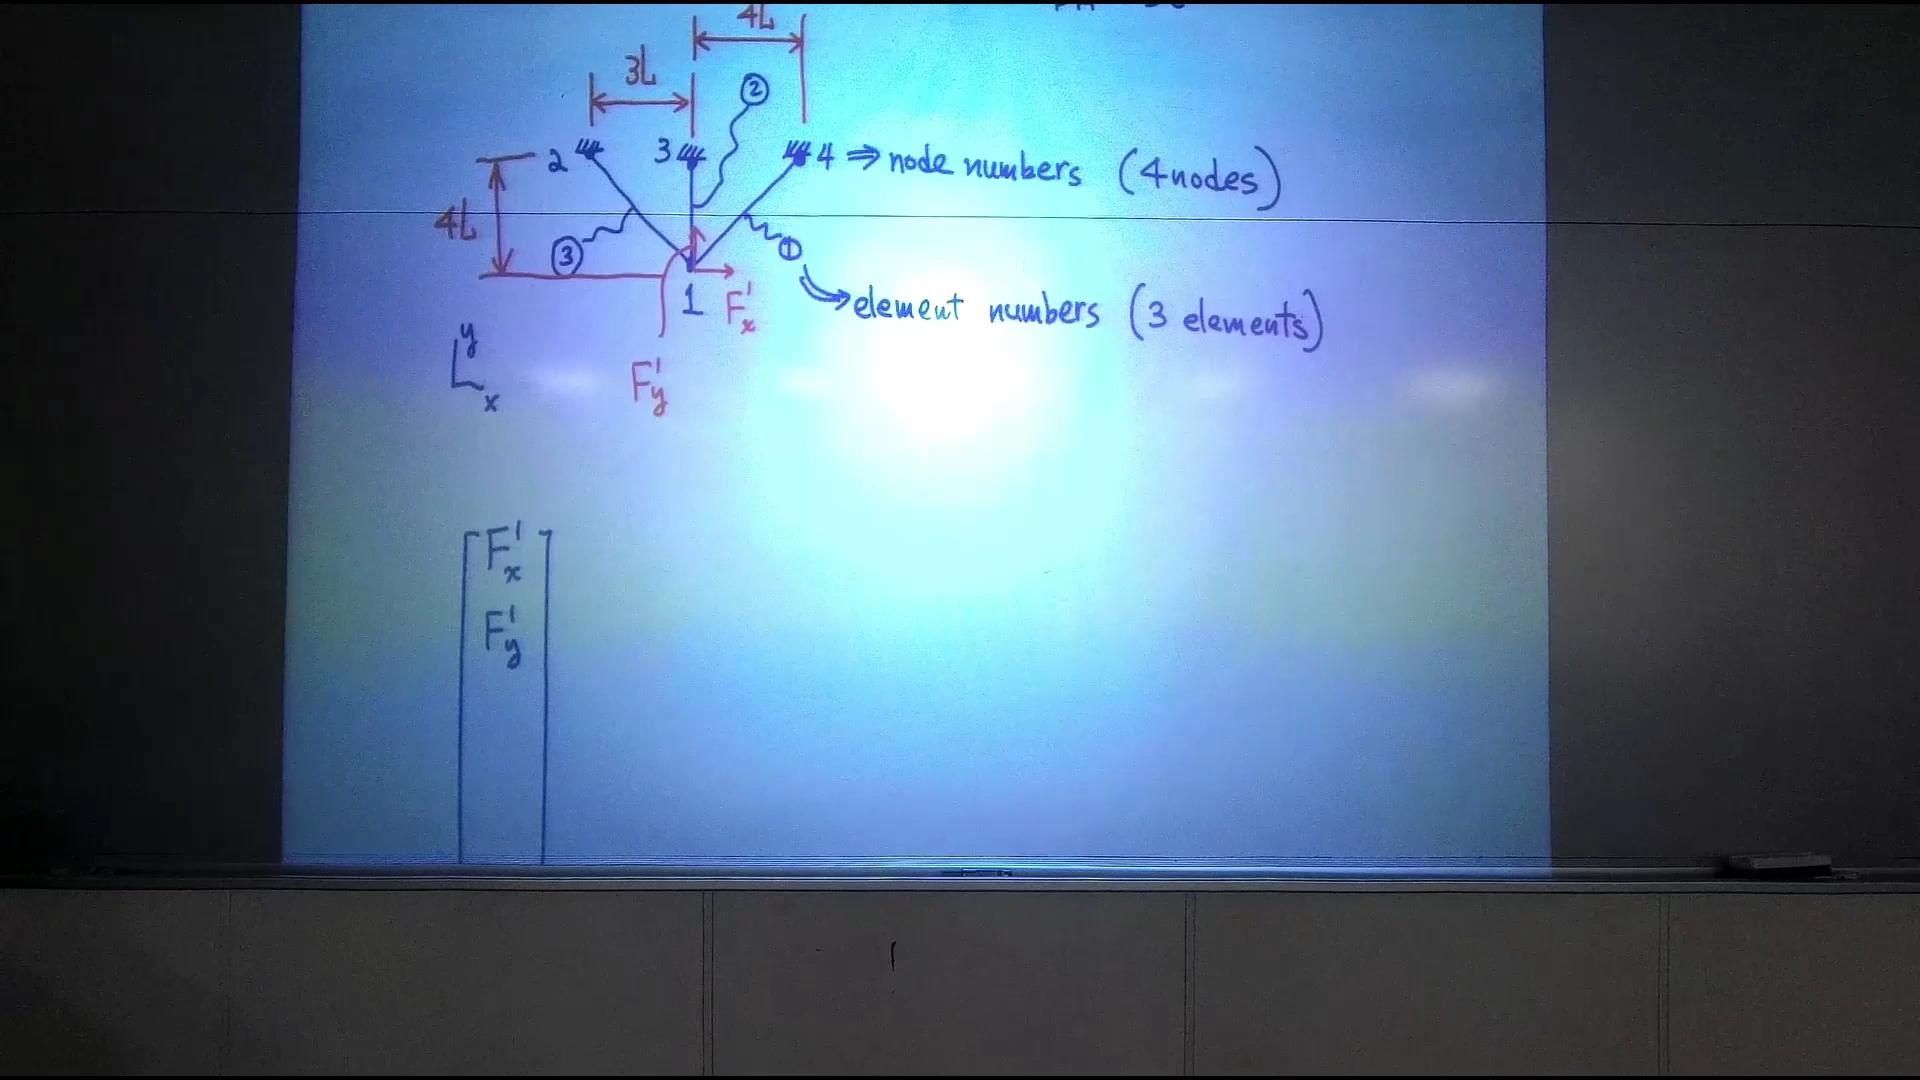 4L
3L
②
2
3
4 ⇒ node numbers (4 nodes)
4L
③
①
1
F'x
element numbers (3 elements)
y
x
F'y
F'x
F'y